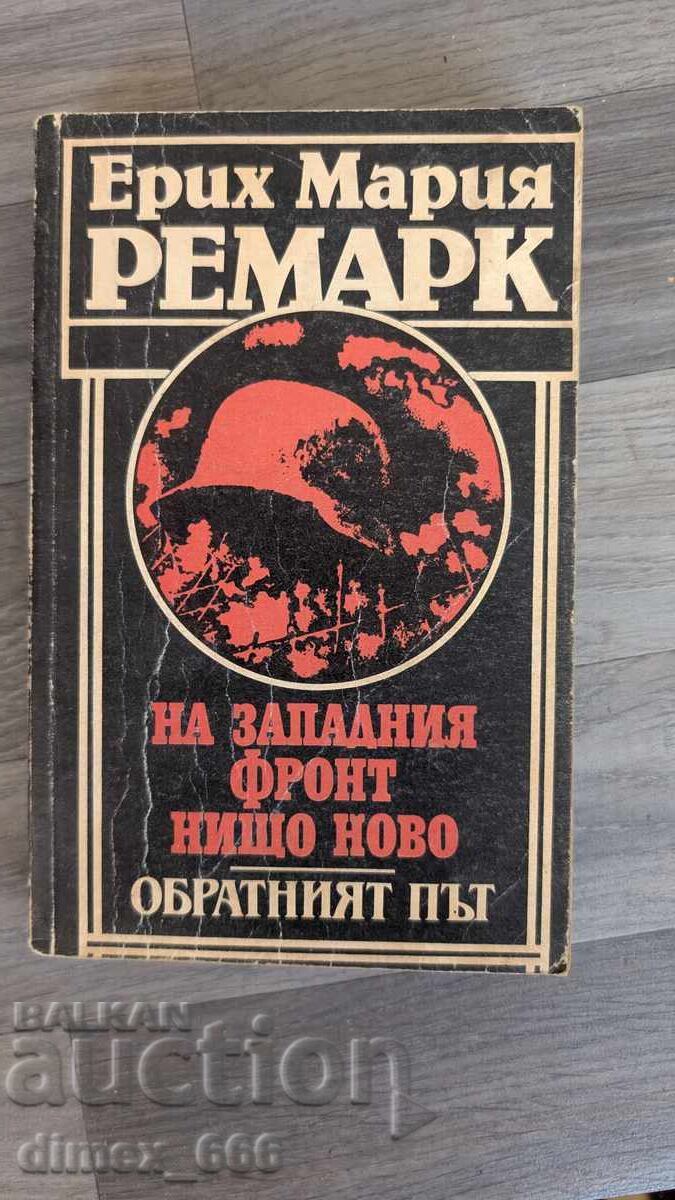 Ерих Мария
РЕМАРК
НА ЗАПАДНИЯ
ФРОНТ
НИЩО НОВО
ОБРАТНИЯТ ПЪТ
BALKAN
auction
dimex_666